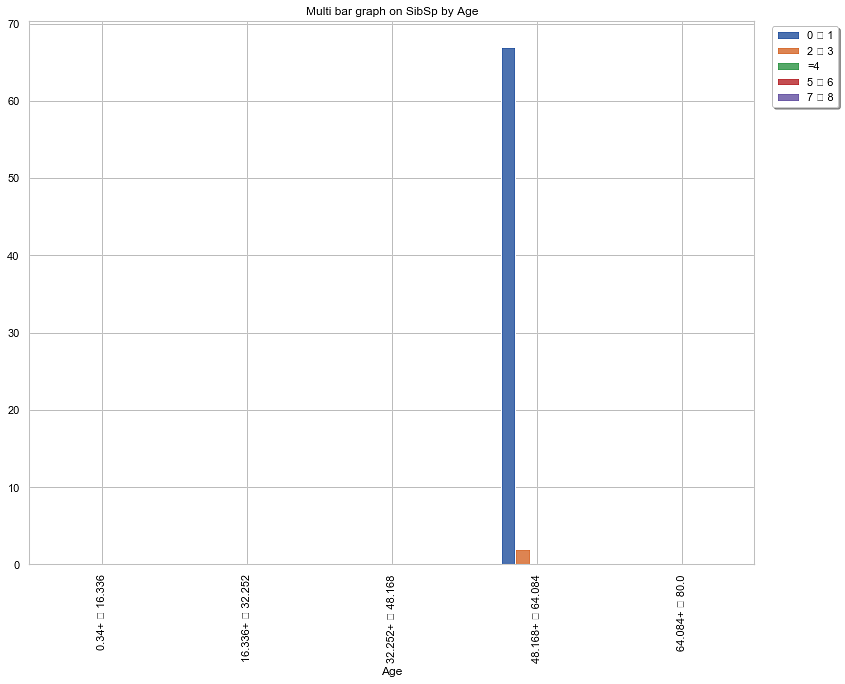 Multi bar graph on SibSp by Age
70
60
50
40
30
20
10
0
0 □ 1
2 □ 3
=4
5 □ 6
7 □ 8
0.34+ □ 16.336
16.336+ □ 32.252
32.252+ □ 48.168
48.168+ □ 64.084
64.084+ □ 80.0
Age